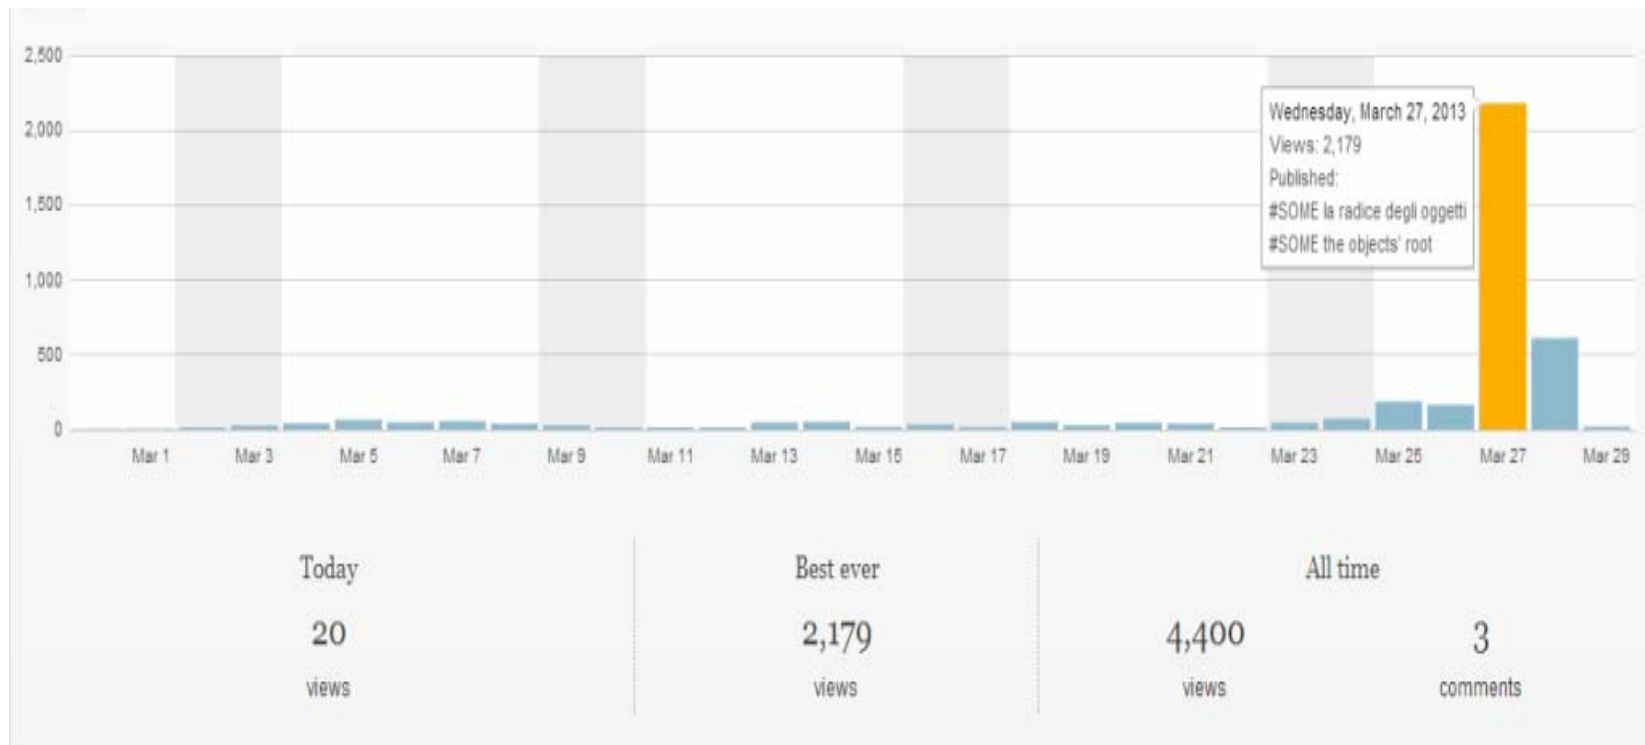 2,500
2,000
1,500
1,000
500
0
Wednesday, March 27, 2013
Views: 2,179
Published:
#SOME la radice degli oggetti
#SOME the objects' root
Mar 1 Mar 3 Mar 5 Mar 7 Mar 9 Mar 11 Mar 13 Mar 15 Mar 17 Mar 19 Mar 21 Mar 23 Mar 25 Mar 27 Mar 29
Today
20
views
Best ever
2,179
views
All time
4,400 3
views comments